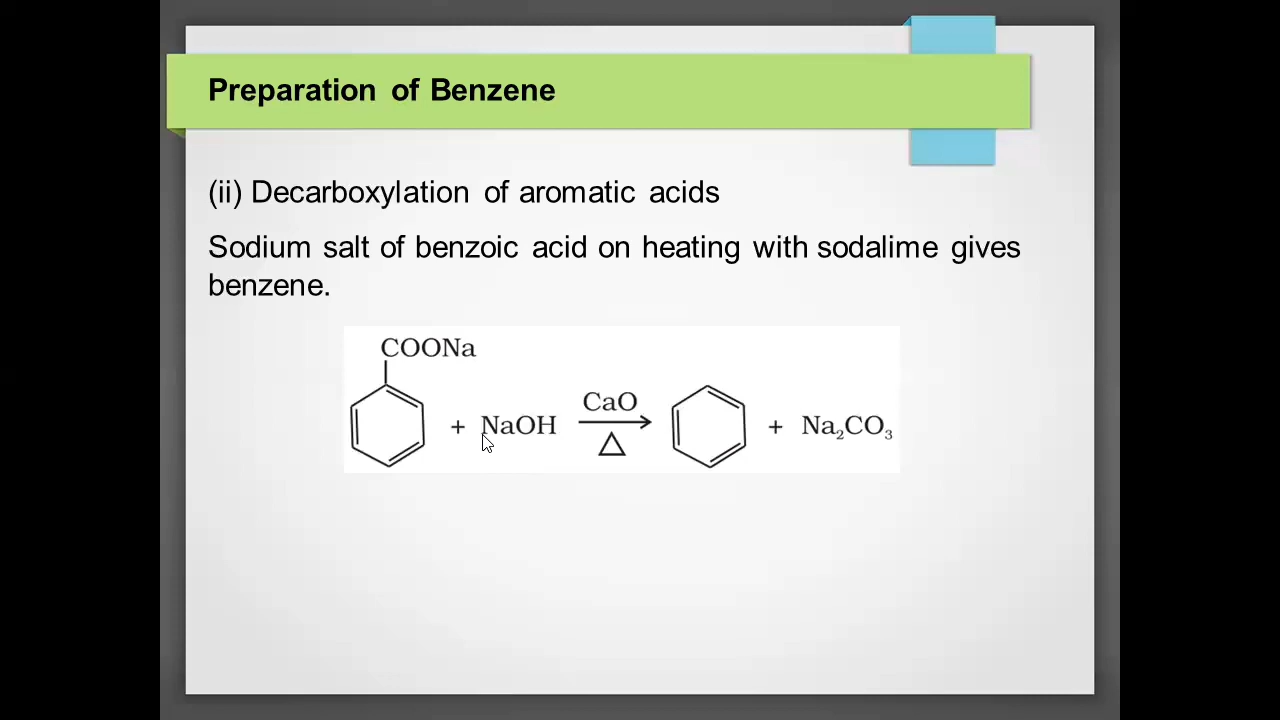 Preparation of Benzene
(ii) Decarboxylation of aromatic acids
Sodium salt of benzoic acid on heating with sodalime gives
benzene.
COONa
+ NaOH CaO △ + Na₂CO₃